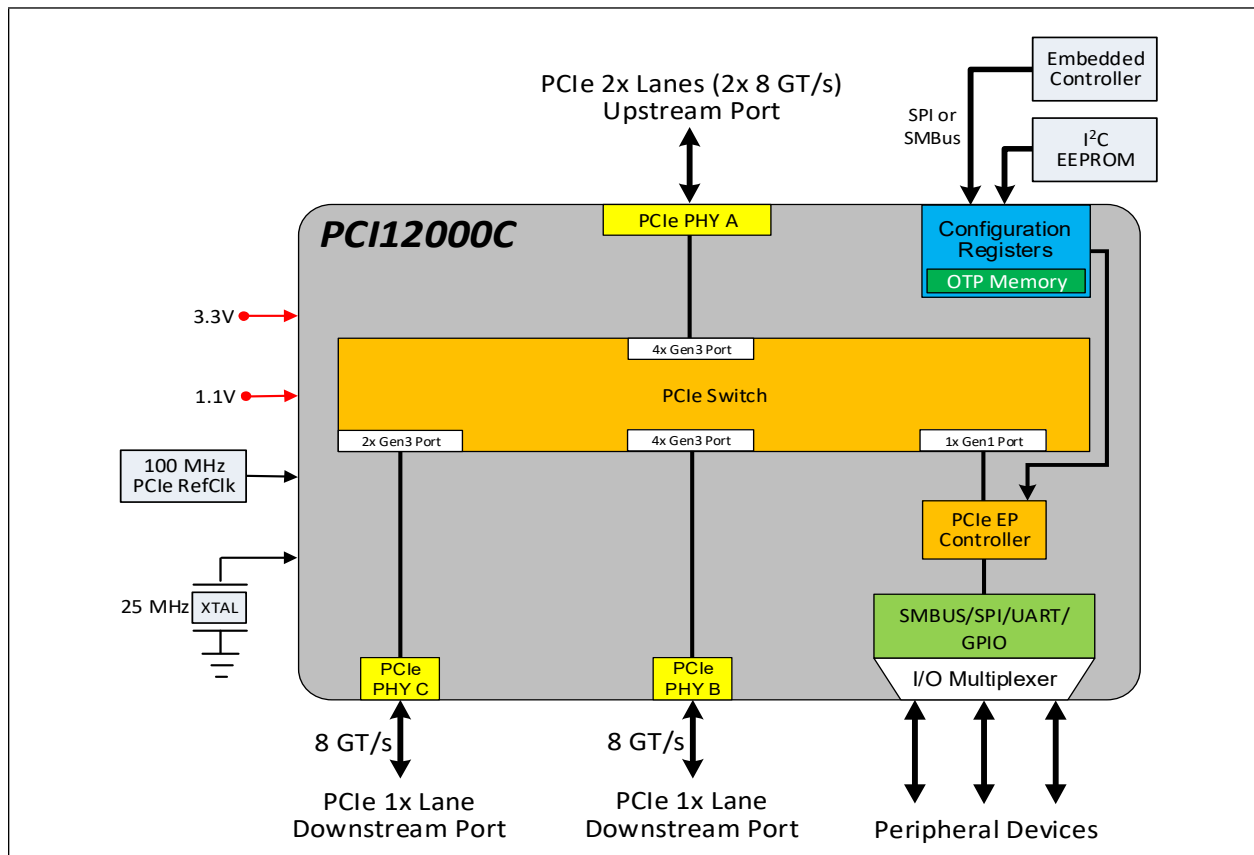 PCIe 2x Lanes (2x 8 GT/s)
Upstream Port
Embedded
Controller
SPI or
SMBus
I²C
EEPROM
PCI12000C
PCIe PHY A
Configuration
Registers
OTP Memory
3.3V
4x Gen3 Port
1.1V
PCIe Switch
2x Gen3 Port
4x Gen3 Port
1x Gen1 Port
100 MHz
PCIe RefClk
PCIe EP
Controller
25 MHz
XTAL
SMBUS/SPI/UART/
GPIO
I/O Multiplexer
PCIe
PHY C
PCIe
PHY B
8 GT/s
8 GT/s
PCIe 1x Lane
Downstream Port
PCIe 1x Lane
Downstream Port
Peripheral Devices